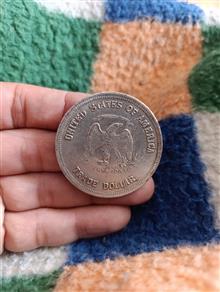 UNITED STATES OF AMERICA
TRADE DOLLAR